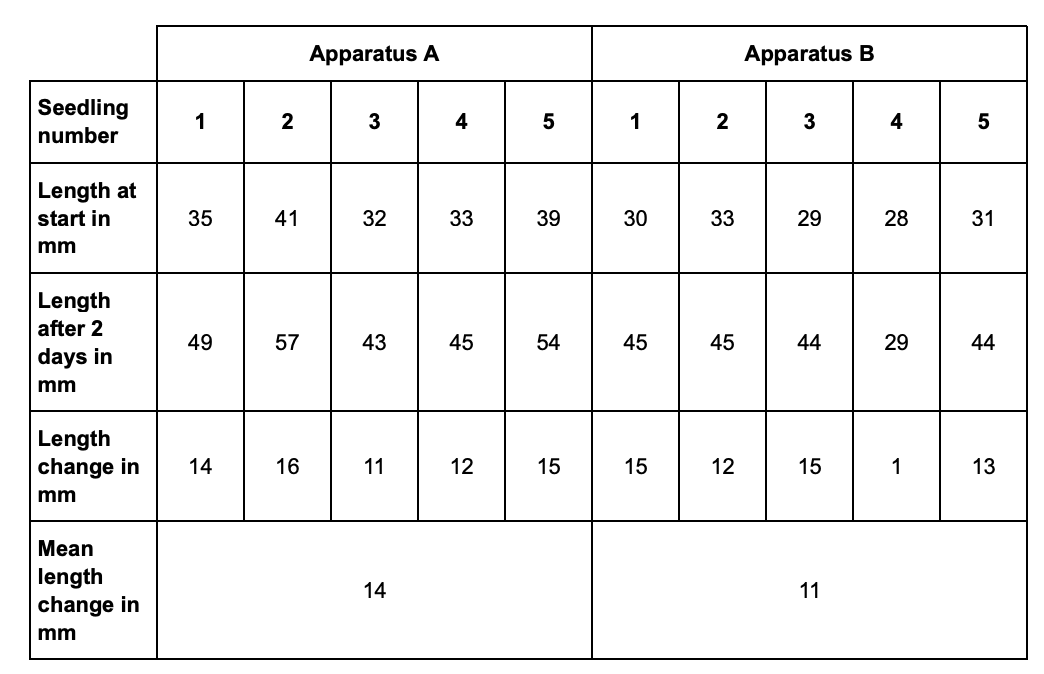 Apparatus A Apparatus B
Seedling
number 1 2 3 4 5 1 2 3 4 5
Length at
start in
mm 35 41 32 33 39 30 33 29 28 31
Length
after 2
days in
mm 49 57 43 45 54 45 45 44 29 44
Length
change in
mm 14 16 11 12 15 15 12 15 1 13
Mean
length
change in
mm 14 11